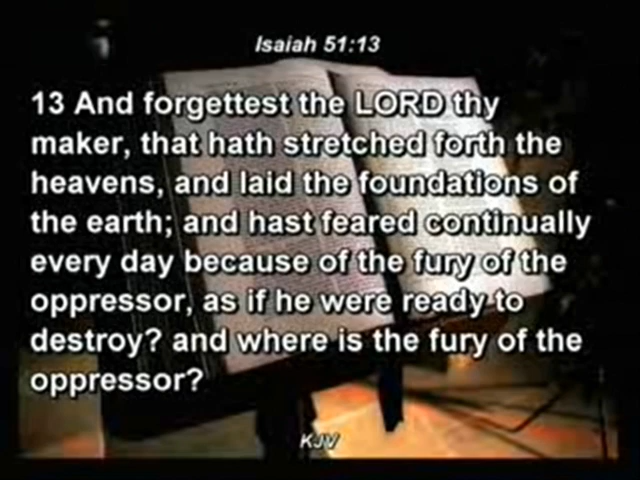 Isaiah 51:13
13 And forgettest the LORD thy
maker, that hath stretched forth the
heavens, and laid the foundations of
the earth; and hast feared continually
every day because of the fury of the
oppressor, as if he were ready to
destroy? and where is the fury of the
oppressor?
KJV